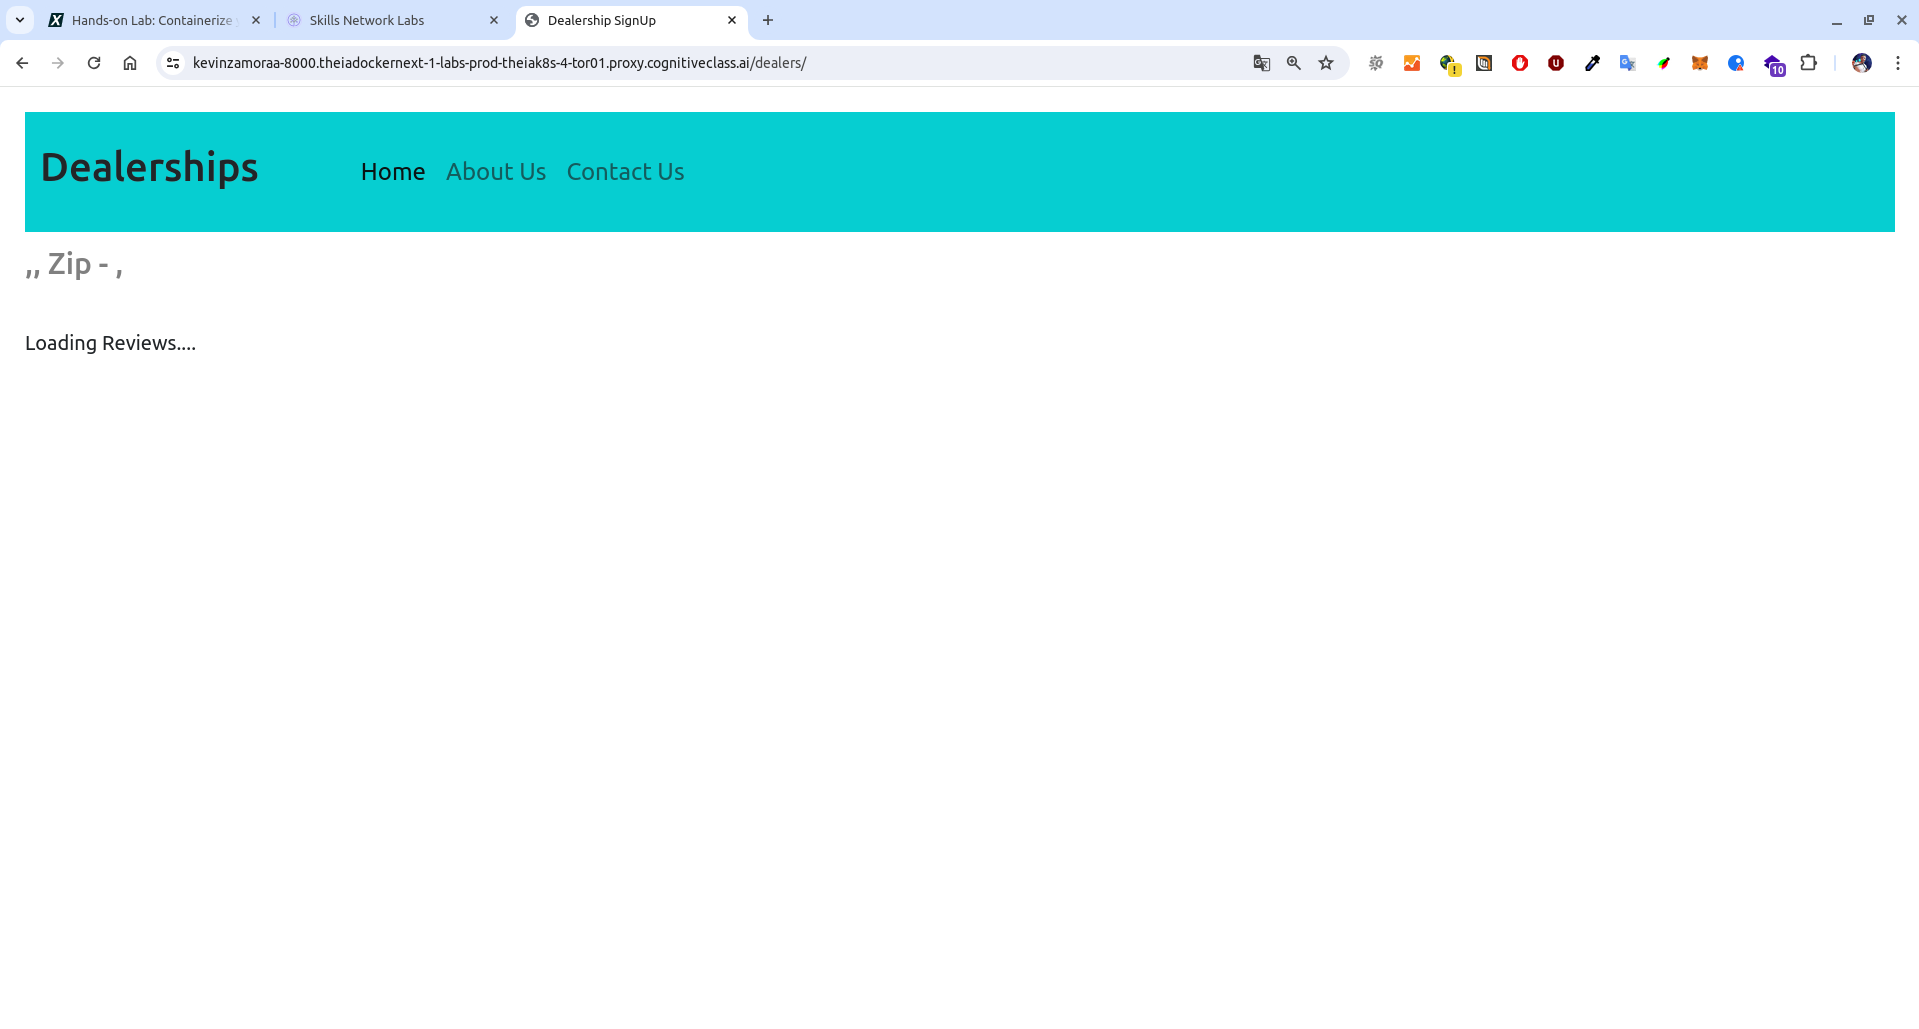 Hands-on Lab: Containerize
Skills Network Labs
Dealership SignUp
kevinzamoraa-8000.theiadockernext-1-labs-prod-theiak8s-4-tor01.proxy.cognitiveclass.ai/dealers/
10
Dealerships
Home
About Us
Contact Us
,, Zip - ,
Loading Reviews....